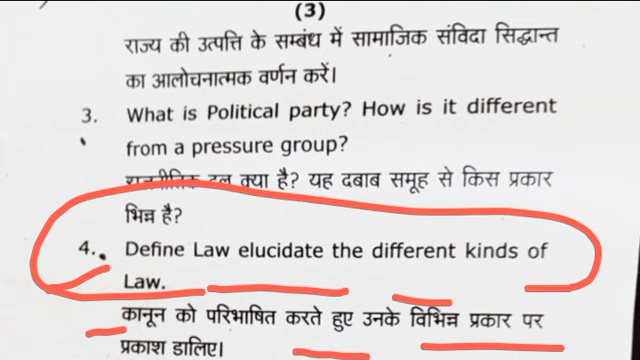 (3)
राज्य की उत्पत्ति के सम्बंध में सामाजिक संविदा सिद्धान्त
का आलोचनात्मक वर्णन करें।
3. What is Political party? How is it different
from a pressure group?
राजनीतिक दल क्या है? यह दबाब समूह से किस प्रकार
भिन्न है?
4. Define Law elucidate the different kinds of
Law.
कानून को परिभाषित करते हुए उनके विभिन्न प्रकार पर
प्रकाश डालिए।